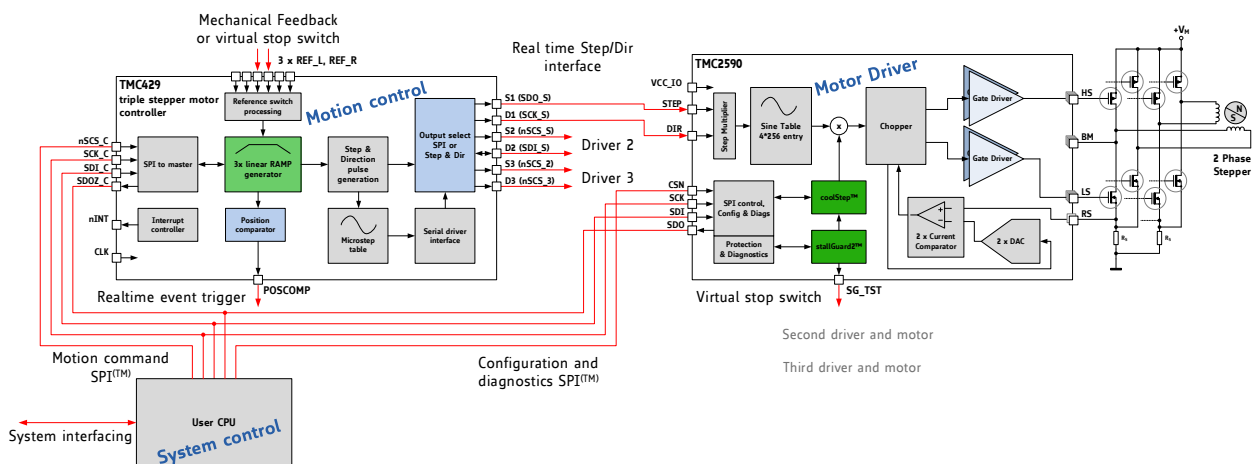 Mechanical Feedback
or virtual stop switch
3 x REF_L, REF_R
TMC429
triple stepper motor
controller
Reference switch
processing
Motion control
nSCS_C
SCK_C
SDI_C
SDOZ_C
nINT
CLK
SPI to master
3x linear RAMP
generator
Step &
Direction
pulse
generation
Output select
SPI or
Step & Dir
Interrupt
controller
Position
comparator
Microstep
table
Serial driver
interface
S1 (SDO_S)
D1 (SCK_S)
S2 (nSCS_S)
D2 (SDI_S)
S3 (nSCS_2)
D3 (nSCS_3)
Driver 2
Driver 3
POSCOMP
Realtime event trigger
Real time Step/Dir
interface
TMC2590
Motor Driver
VCC_IO
STEP
DIR
CSN
SCK
SDI
SDO
Step Multiplier
Sine Table
4*256 entry
x
Chopper
Gate Driver
Gate Driver
SPI control,
Config & Diags
Protection
& Diagnostics
coolStep™
stallGuard2™
2 x Current
Comparator
2 x DAC
HS
BM
LS
RS
+VM
N
S
2 Phase
Stepper
RS
RS
SG_TST
Virtual stop switch
Second driver and motor
Third driver and motor
Motion command
SPI(TM)
Configuration and
diagnostics SPI(TM)
User CPU
System control
System interfacing